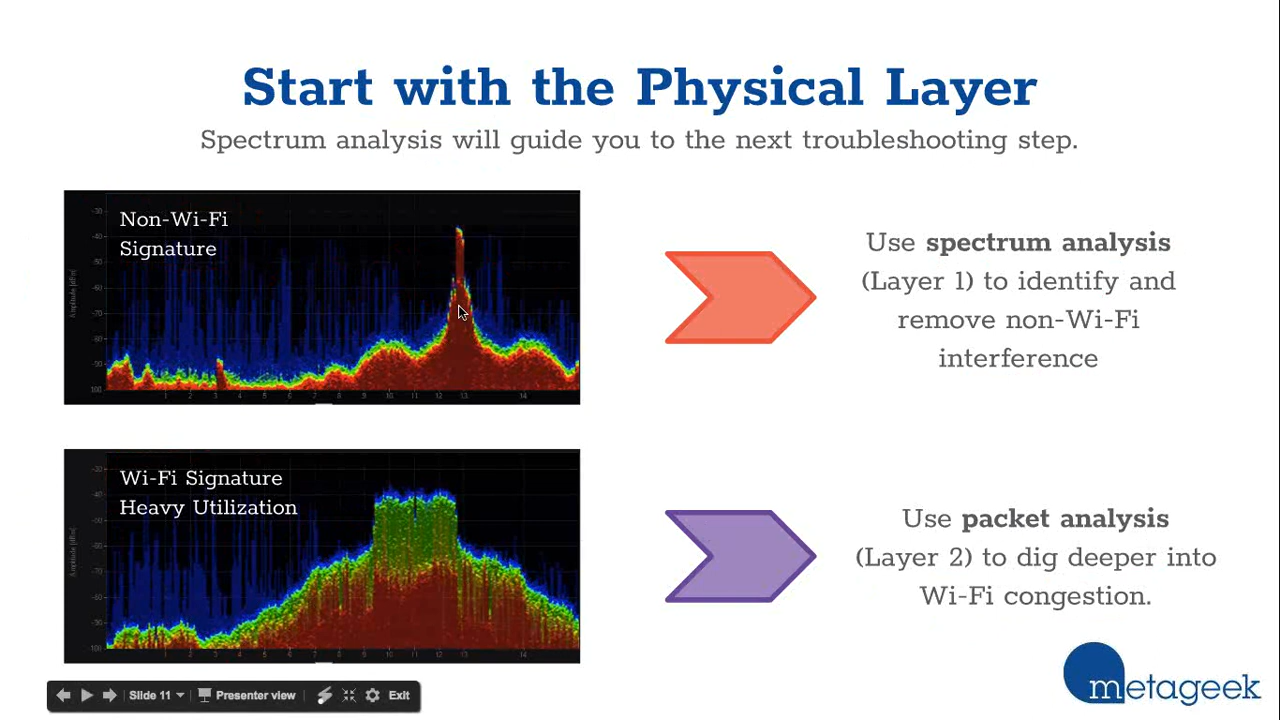 Start with the Physical Layer
Spectrum analysis will guide you to the next troubleshooting step.
Non-Wi-Fi
Signature
Use spectrum analysis
(Layer 1) to identify and
remove non-Wi-Fi
interference
Wi-Fi Signature
Heavy Utilization
Use packet analysis
(Layer 2) to dig deeper into
Wi-Fi congestion.
metageek
Slide 11
Presenter view
Exit